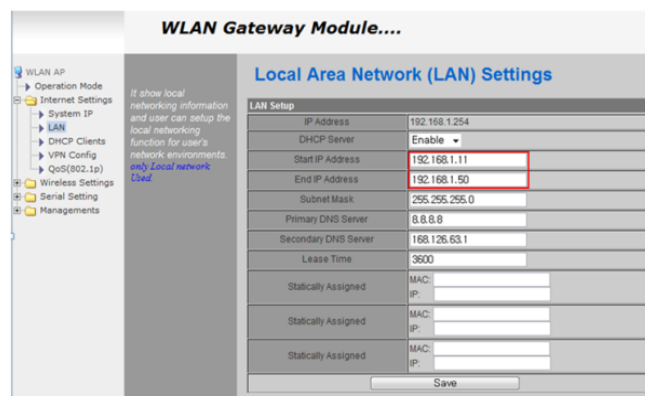 WLAN Gateway Module....
WLAN AP
Operation Mode
Internet Settings
System IP
LAN
DHCP Clients
VPN Config
QoS(802.1p)
Wireless Settings
Serial Setting
Managements
It show local
networking information
and user can setup the
local networking
function for user's
network environments.
only Local network
Used.
Local Area Network (LAN) Settings
LAN Setup
IP Address 192.168.1.254
DHCP Server Enable
Start IP Address 192.168.1.11
End IP Address 192.168.1.50
Subnet Mask 255.255.255.0
Primary DNS Server 8.8.8.8
Secondary DNS Server 168.126.63.1
Lease Time 3600
Statically Assigned MAC:
IP:
Statically Assigned MAC:
IP:
Statically Assigned MAC:
IP:
Save